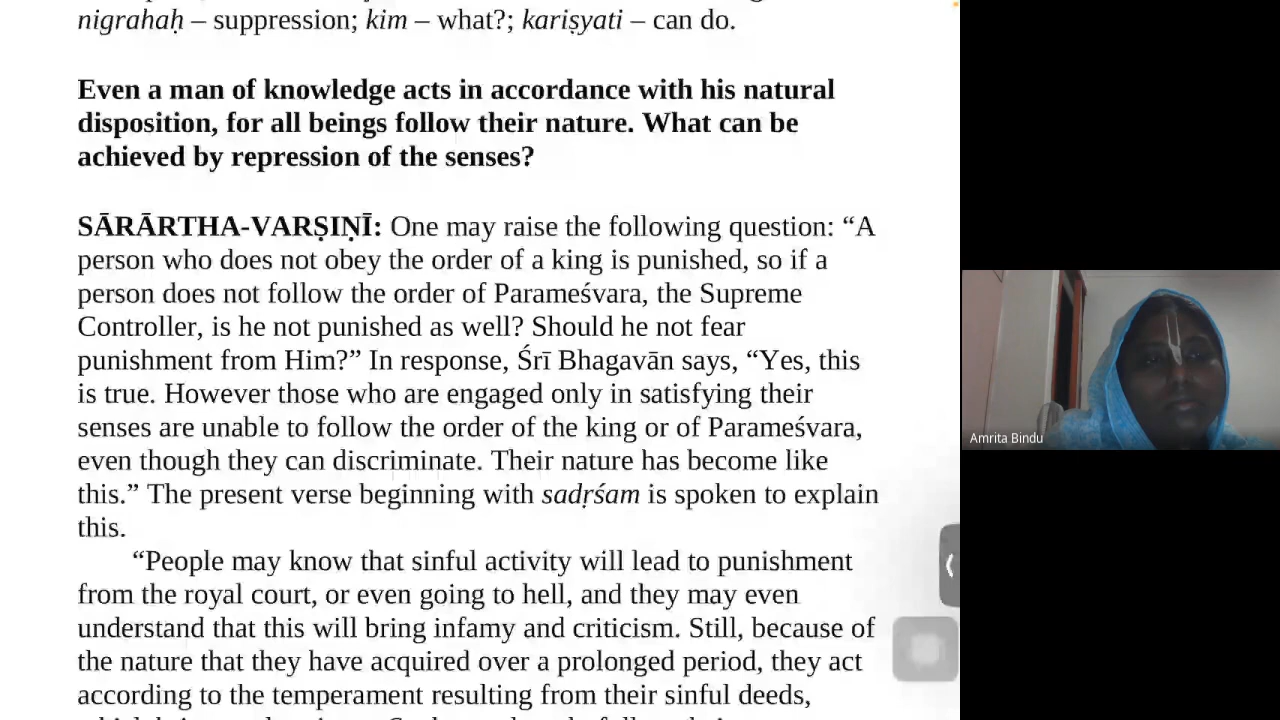 nigrahaḥ – suppression; kim – what?; kariṣyati – can do.
Even a man of knowledge acts in accordance with his natural
disposition, for all beings follow their nature. What can be
achieved by repression of the senses?
SĀRĀRTHA-VARṢIṆĪ: One may raise the following question: “A
person who does not obey the order of a king is punished, so if a
person does not follow the order of Parameśvara, the Supreme
Controller, is he not punished as well? Should he not fear
punishment from Him?” In response, Śrī Bhagavān says, “Yes, this
is true. However those who are engaged only in satisfying their
senses are unable to follow the order of the king or of Parameśvara,
even though they can discriminate. Their nature has become like
this.” The present verse beginning with sadṛśam is spoken to explain
this.
“People may know that sinful activity will lead to punishment
from the royal court, or even going to hell, and they may even
understand that this will bring infamy and criticism. Still, because of
the nature that they have acquired over a prolonged period, they act
according to the temperament resulting from their sinful deeds,
Amrita Bindu